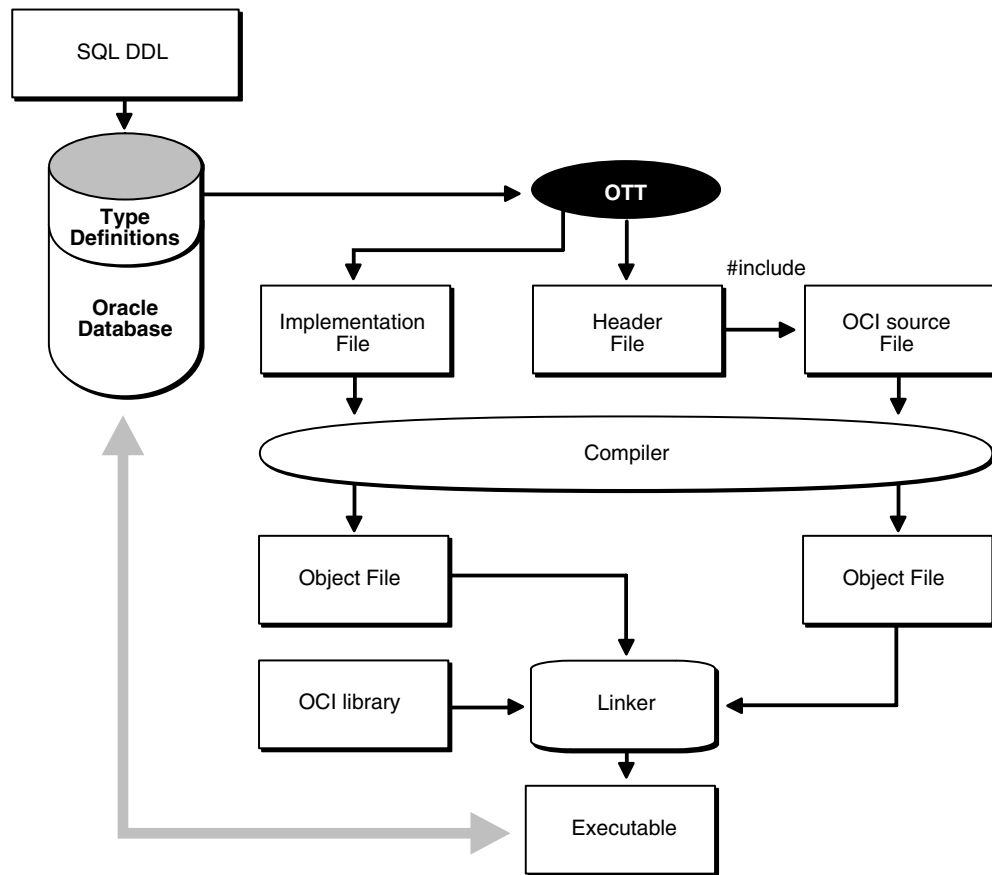 SQL DDL
Type
Definitions
Oracle
Database
OTT
#include
Implementation
File
Header
File
OCI source
File
Compiler
Object File
Object File
OCI library
Linker
Executable